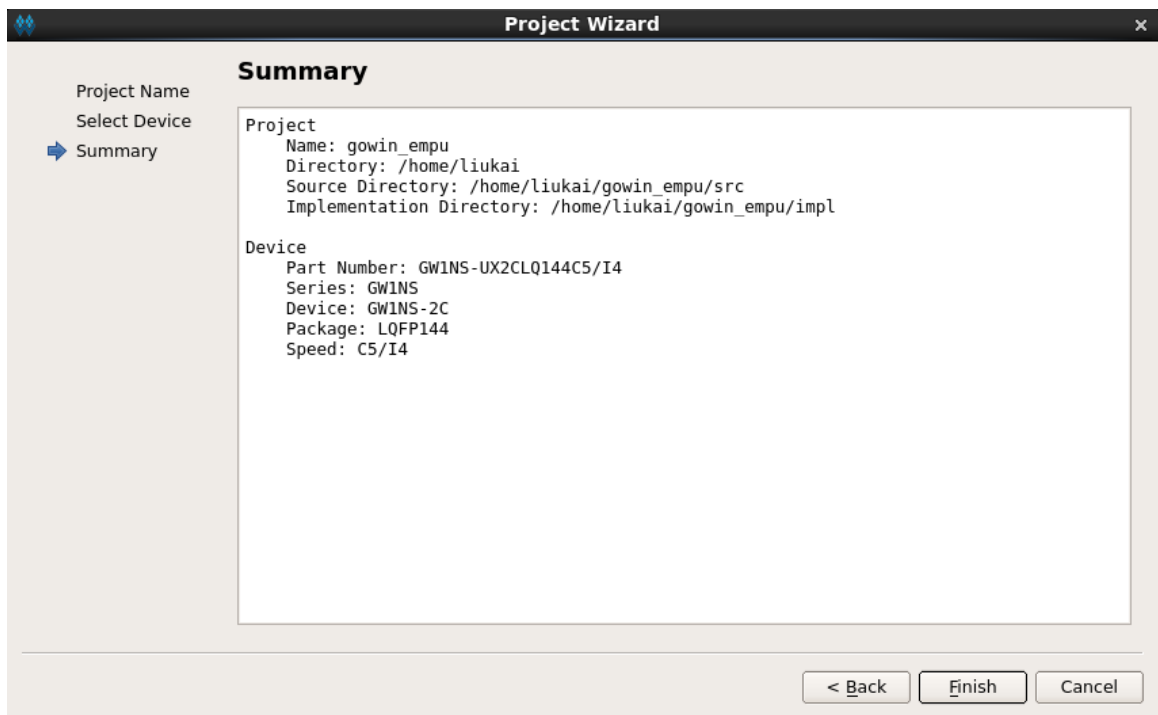 Project Wizard
Project Name
Select Device
Summary
Summary
Project
Name: gowin_empu
Directory: /home/liukai
Source Directory: /home/liukai/gowin_empu/src
Implementation Directory: /home/liukai/gowin_empu/impl
Device
Part Number: GW1NS-UX2CLQ144C5/I4
Series: GW1NS
Device: GW1NS-2C
Package: LQFP144
Speed: C5/I4
< Back Finish Cancel